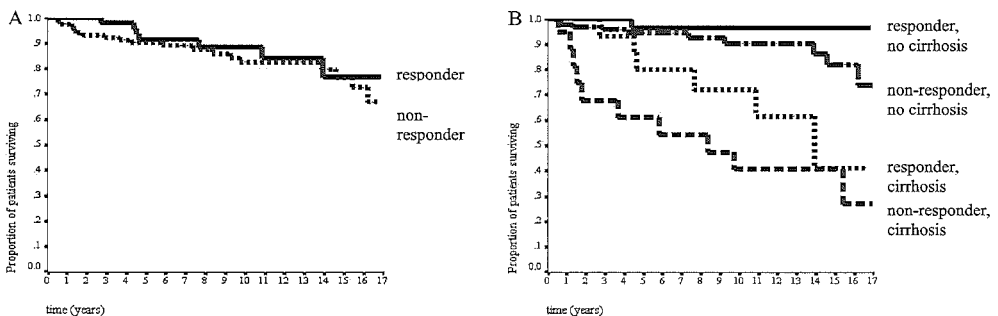 A
Proportion of patients surviving
1.0
.9
.8
.7
.6
.5
.4
.3
.2
.1
0.0
0 1 2 3 4 5 6 7 8 9 10 11 12 13 14 15 16 17
time (years)
responder
non-
responder
B
Proportion of patients surviving
1.0
.9
.8
.7
.6
.5
.4
.3
.2
.1
0.0
0 1 2 3 4 5 6 7 8 9 10 11 12 13 14 15 16 17
time (years)
responder,
no cirrhosis
non-responder,
no cirrhosis
responder,
cirrhosis
non-responder,
cirrhosis